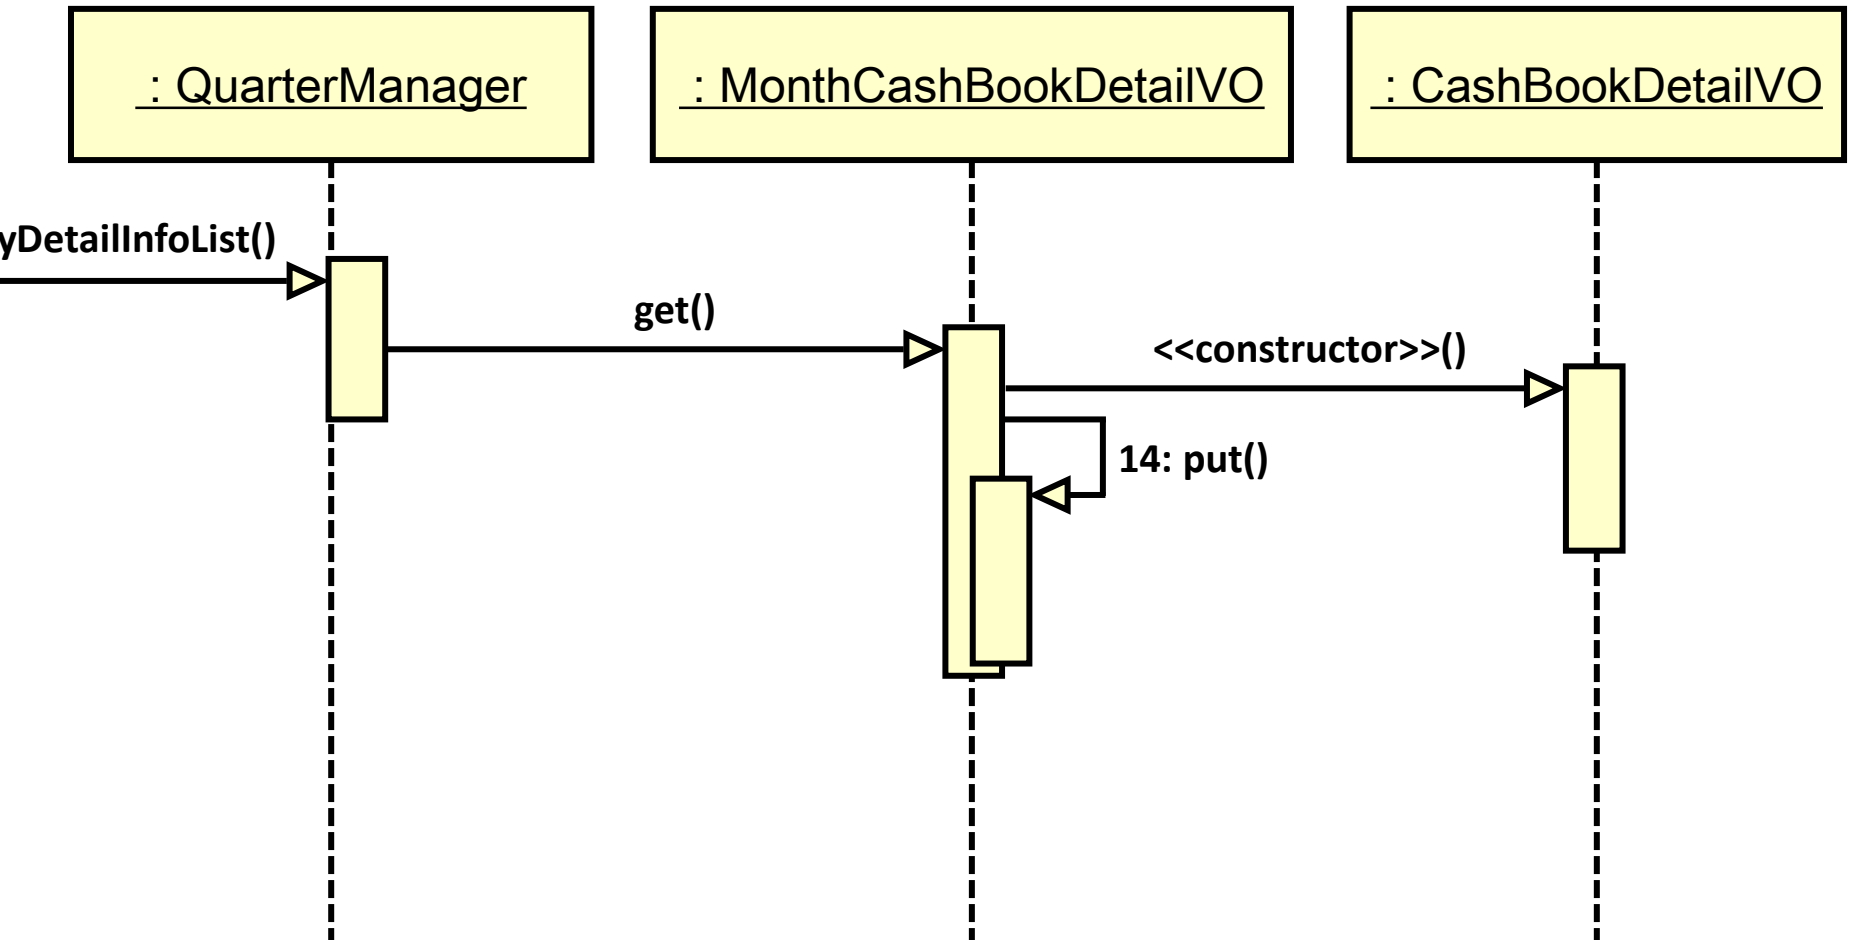 : QuarterManager
: MonthCashBookDetailVO
: CashBookDetailVO
yDetailInfoList()
get()
<<constructor>>()
14: put()